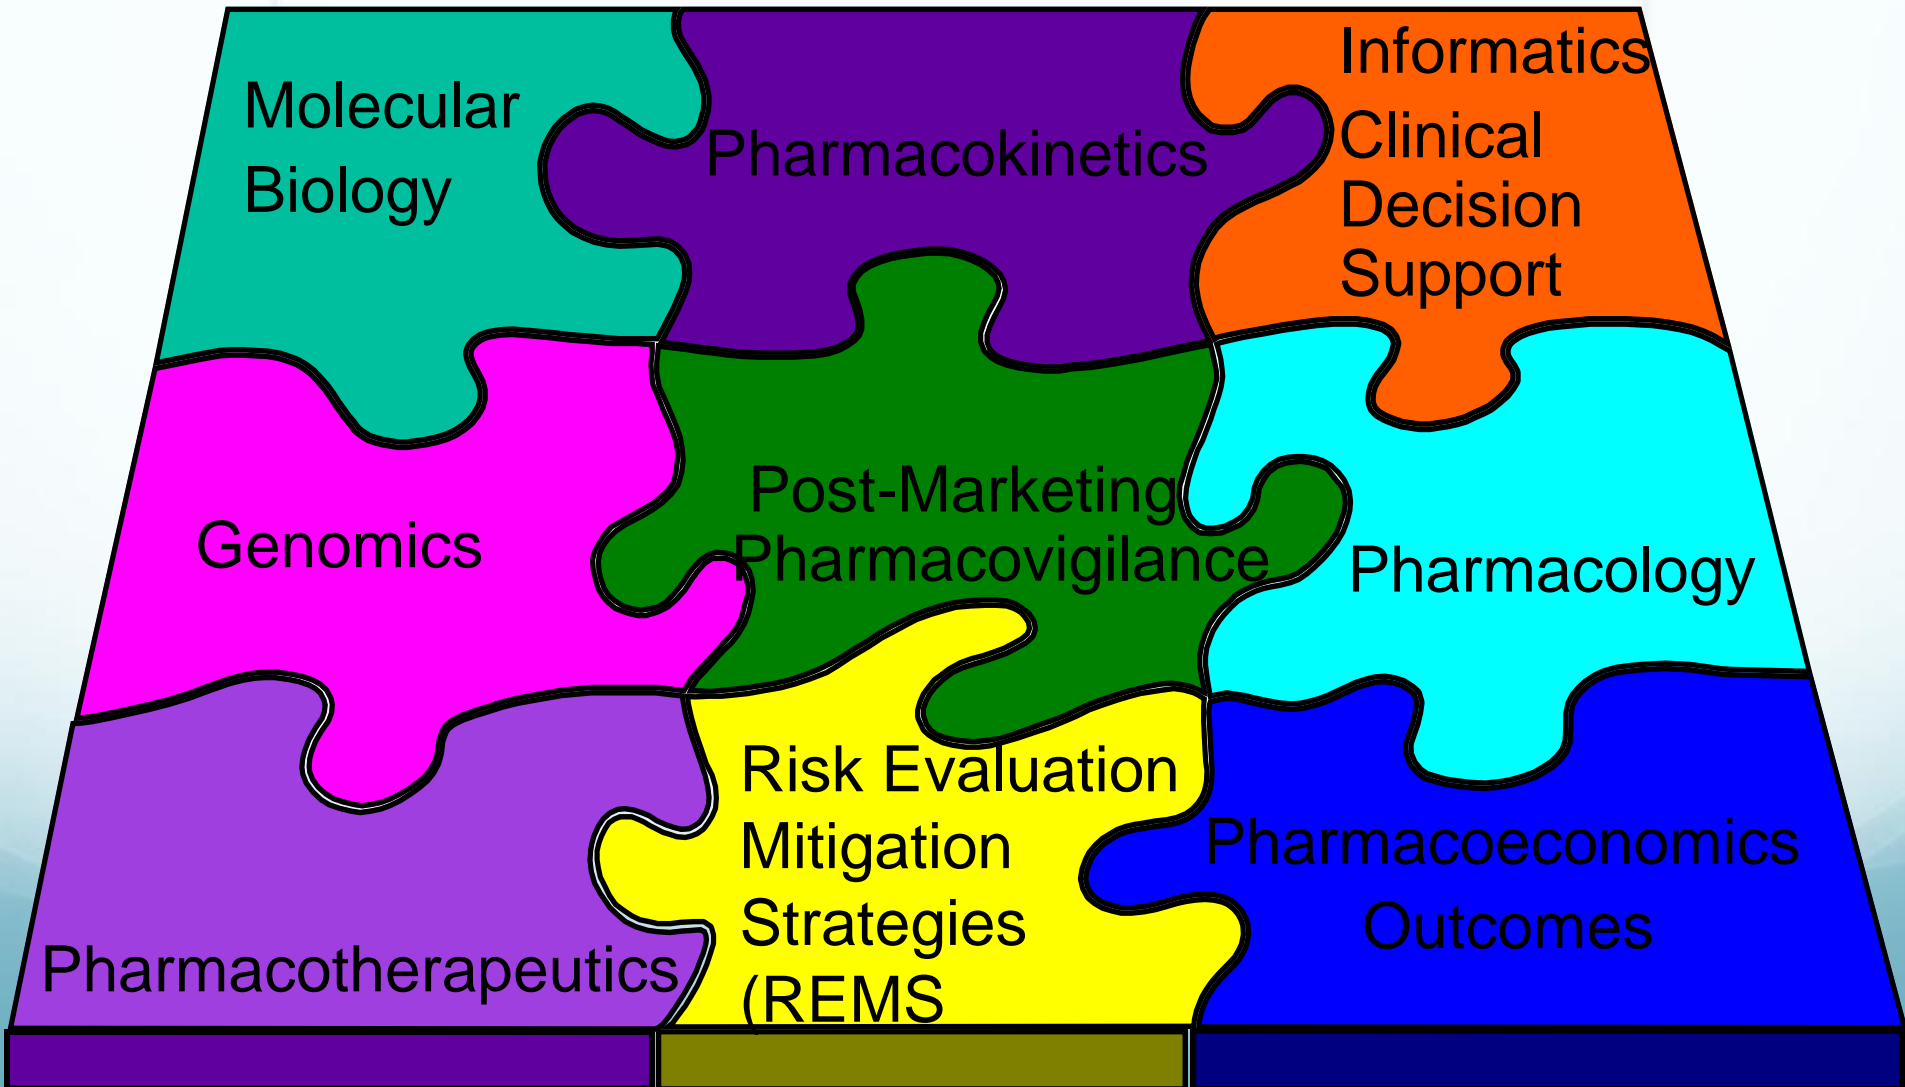 Molecular
Biology
Pharmacokinetics
Informatics
Clinical
Decision
Support
Genomics
Post-Marketing
Pharmacovigilance
Pharmacology
Pharmacotherapeutics
Risk Evaluation
Mitigation
Strategies
(REMS
Pharmacoeconomics
Outcomes